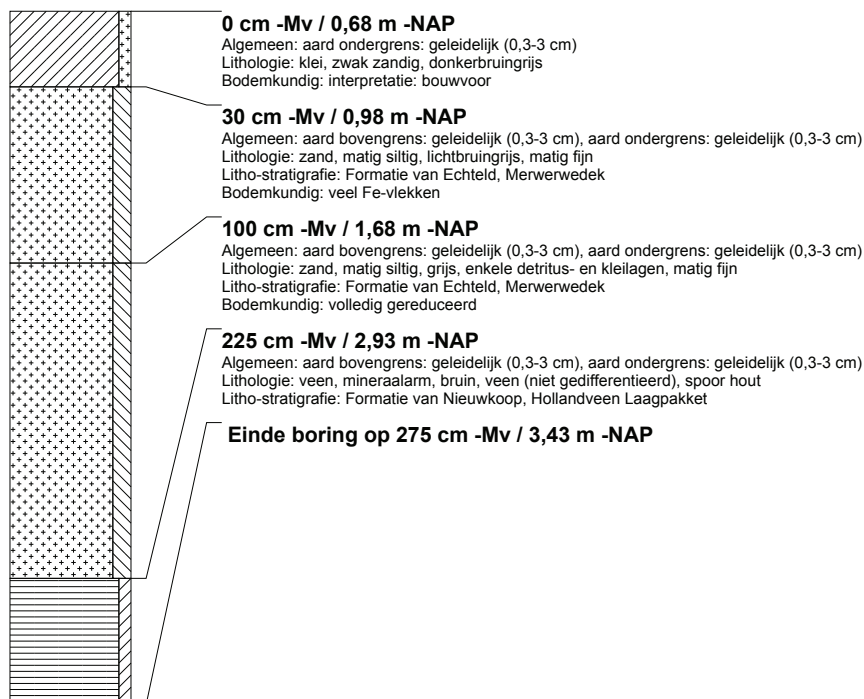 0 cm -Mv / 0,68 m -NAP
Algemeen: aard ondergrens: geleidelijk (0,3-3 cm)
Lithologie: klei, zwak zandig, donkerbruingrijs
Bodemkundig: interpretatie: bouwvoor
30 cm -Mv / 0,98 m -NAP
Algemeen: aard bovengrens: geleidelijk (0,3-3 cm), aard ondergrens: geleidelijk (0,3-3 cm)
Lithologie: zand, matig siltig, lichtbruingrijs, matig fijn
Litho-stratigrafie: Formatie van Echteld, Merwerwedek
Bodemkundig: veel Fe-vlekken
100 cm -Mv / 1,68 m -NAP
Algemeen: aard bovengrens: geleidelijk (0,3-3 cm), aard ondergrens: geleidelijk (0,3-3 cm)
Lithologie: zand, matig siltig, grijs, enkele detritus- en kleilagen, matig fijn
Litho-stratigrafie: Formatie van Echteld, Merwerwedek
Bodemkundig: volledig gereduceerd
225 cm -Mv / 2,93 m -NAP
Algemeen: aard bovengrens: geleidelijk (0,3-3 cm), aard ondergrens: geleidelijk (0,3-3 cm)
Lithologie: veen, mineraalarm, bruin, veen (niet gedifferentieerd), spoor hout
Litho-stratigrafie: Formatie van Nieuwkoop, Hollandveen Laagpakket
Einde boring op 275 cm -Mv / 3,43 m -NAP